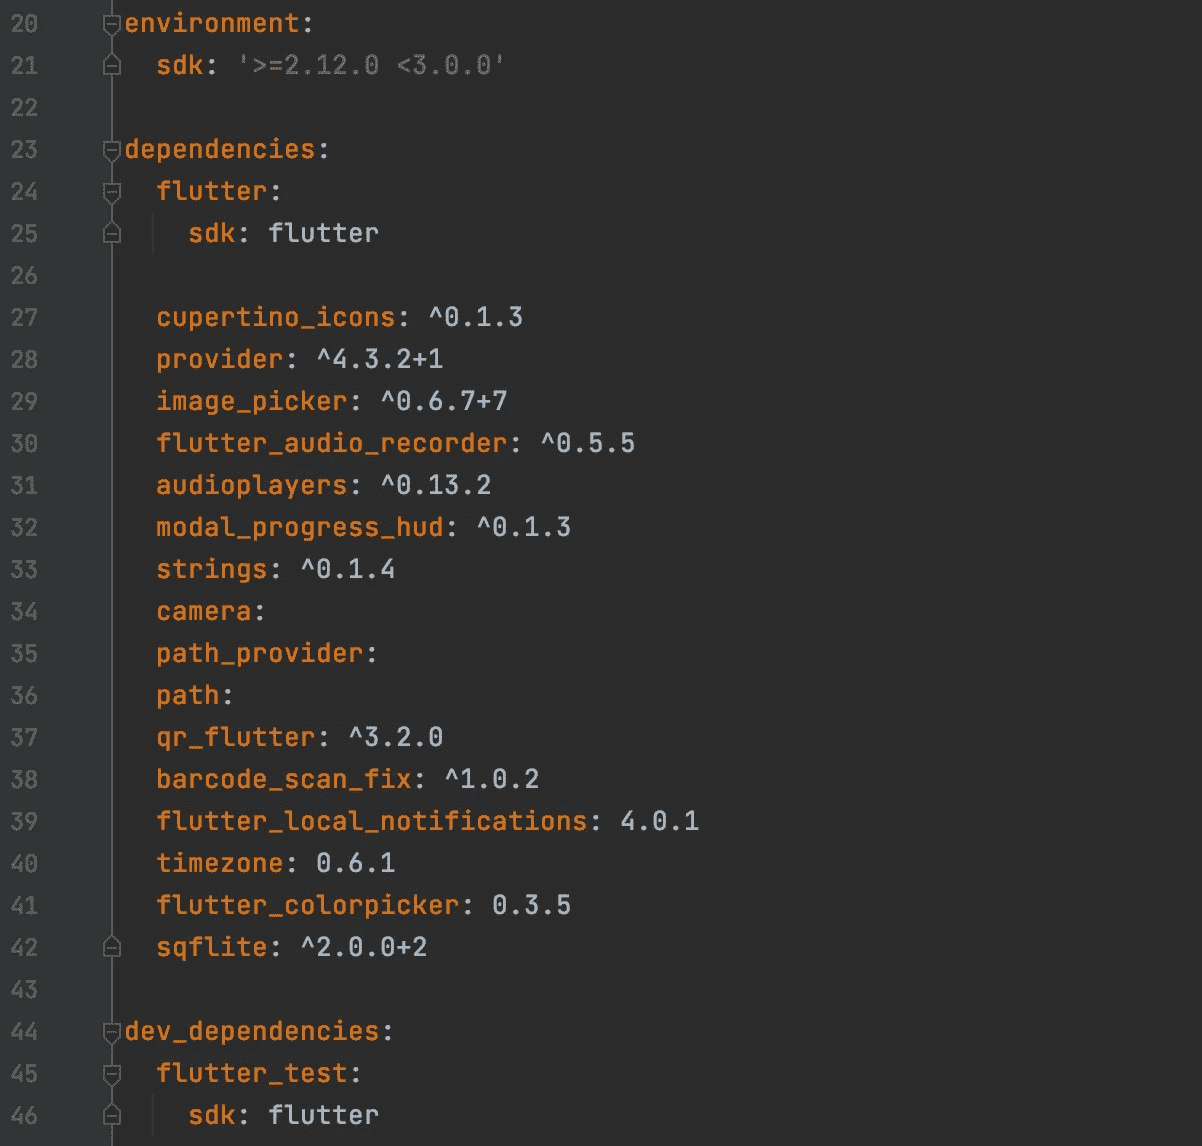 20 environment:
21   sdk: '>=2.12.0 <3.0.0'
22
23 dependencies:
24   flutter:
25     sdk: flutter
26
27   cupertino_icons: ^0.1.3
28   provider: ^4.3.2+1
29   image_picker: ^0.6.7+7
30   flutter_audio_recorder: ^0.5.5
31   audioplayers: ^0.13.2
32   modal_progress_hud: ^0.1.3
33   strings: ^0.1.4
34   camera:
35   path_provider:
36   path:
37   qr_flutter: ^3.2.0
38   barcode_scan_fix: ^1.0.2
39   flutter_local_notifications: 4.0.1
40   timezone: 0.6.1
41   flutter_colorpicker: 0.3.5
42   sqflite: ^2.0.0+2
43
44 dev_dependencies:
45   flutter_test:
46     sdk: flutter